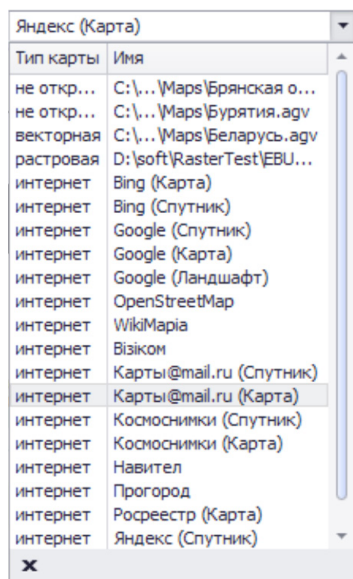 Яндекс (Карта)
Тип карты Имя
не откр... C:\...\Maps\Брянская о...
не откр... C:\...\Maps\Бурятия.agv
векторная C:\...\Maps\Беларусь.agv
растровая D:\soft\RasterTest\EBU...
интернет Bing (Карта)
интернет Bing (Спутник)
интернет Google (Спутник)
интернет Google (Карта)
интернет Google (Ландшафт)
интернет OpenStreetMap
интернет WikiMapia
интернет Візіком
интернет Карты@mail.ru (Спутник)
интернет Карты@mail.ru (Карта)
интернет Космоснимки (Спутник)
интернет Космоснимки (Карта)
интернет Навител
интернет Прогород
интернет Росреестр (Карта)
интернет Яндекс (Спутник)